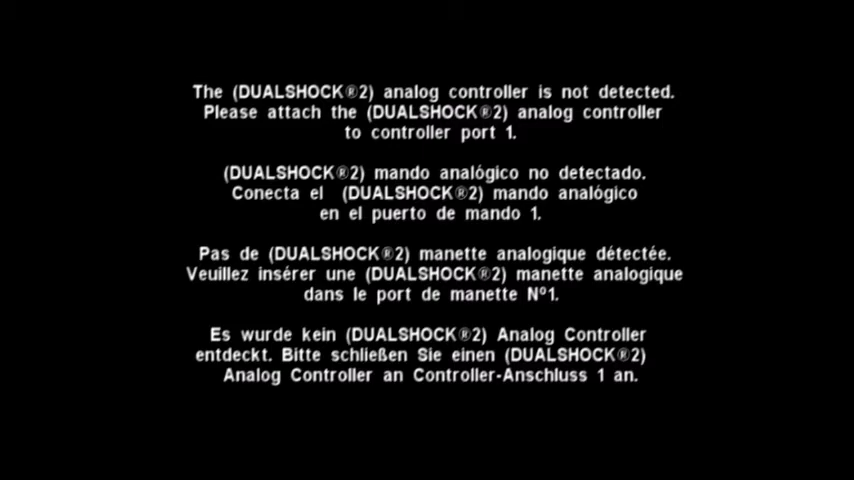 The (DUALSHOCK®2) analog controller is not detected.
Please attach the (DUALSHOCK®2) analog controller
to controller port 1.
(DUALSHOCK®2) mando analógico no detectado.
Conecta el (DUALSHOCK®2) mando analógico
en el puerto de mando 1.
Pas de (DUALSHOCK®2) manette analogique détectée.
Veuillez insérer une (DUALSHOCK®2) manette analogique
dans le port de manette Nº1.
Es wurde kein (DUALSHOCK®2) Analog Controller
entdeckt. Bitte schließen Sie einen (DUALSHOCK®2)
Analog Controller an Controller-Anschluss 1 an.